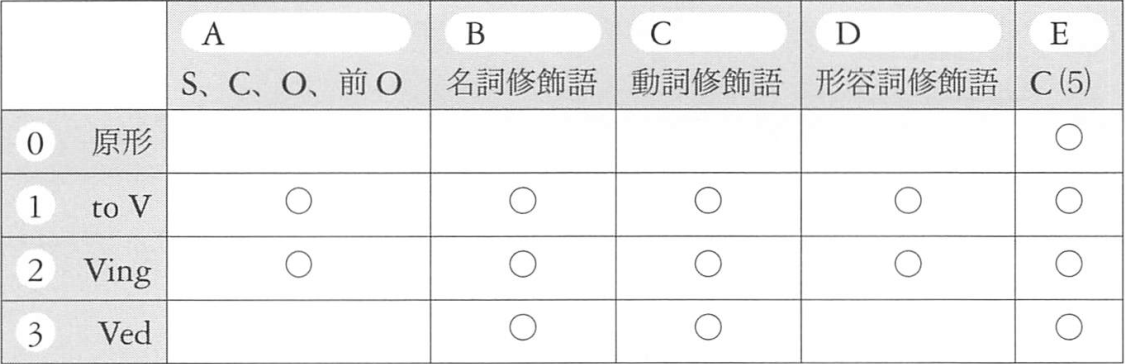 A B C D E
S、C、O、前 O 名詞修飾語 動詞修飾語 形容詞修飾語 C (5)
0 原形 ○
1 to V ○ ○ ○ ○ ○
2 Ving ○ ○ ○ ○ ○
3 Ved ○ ○ ○